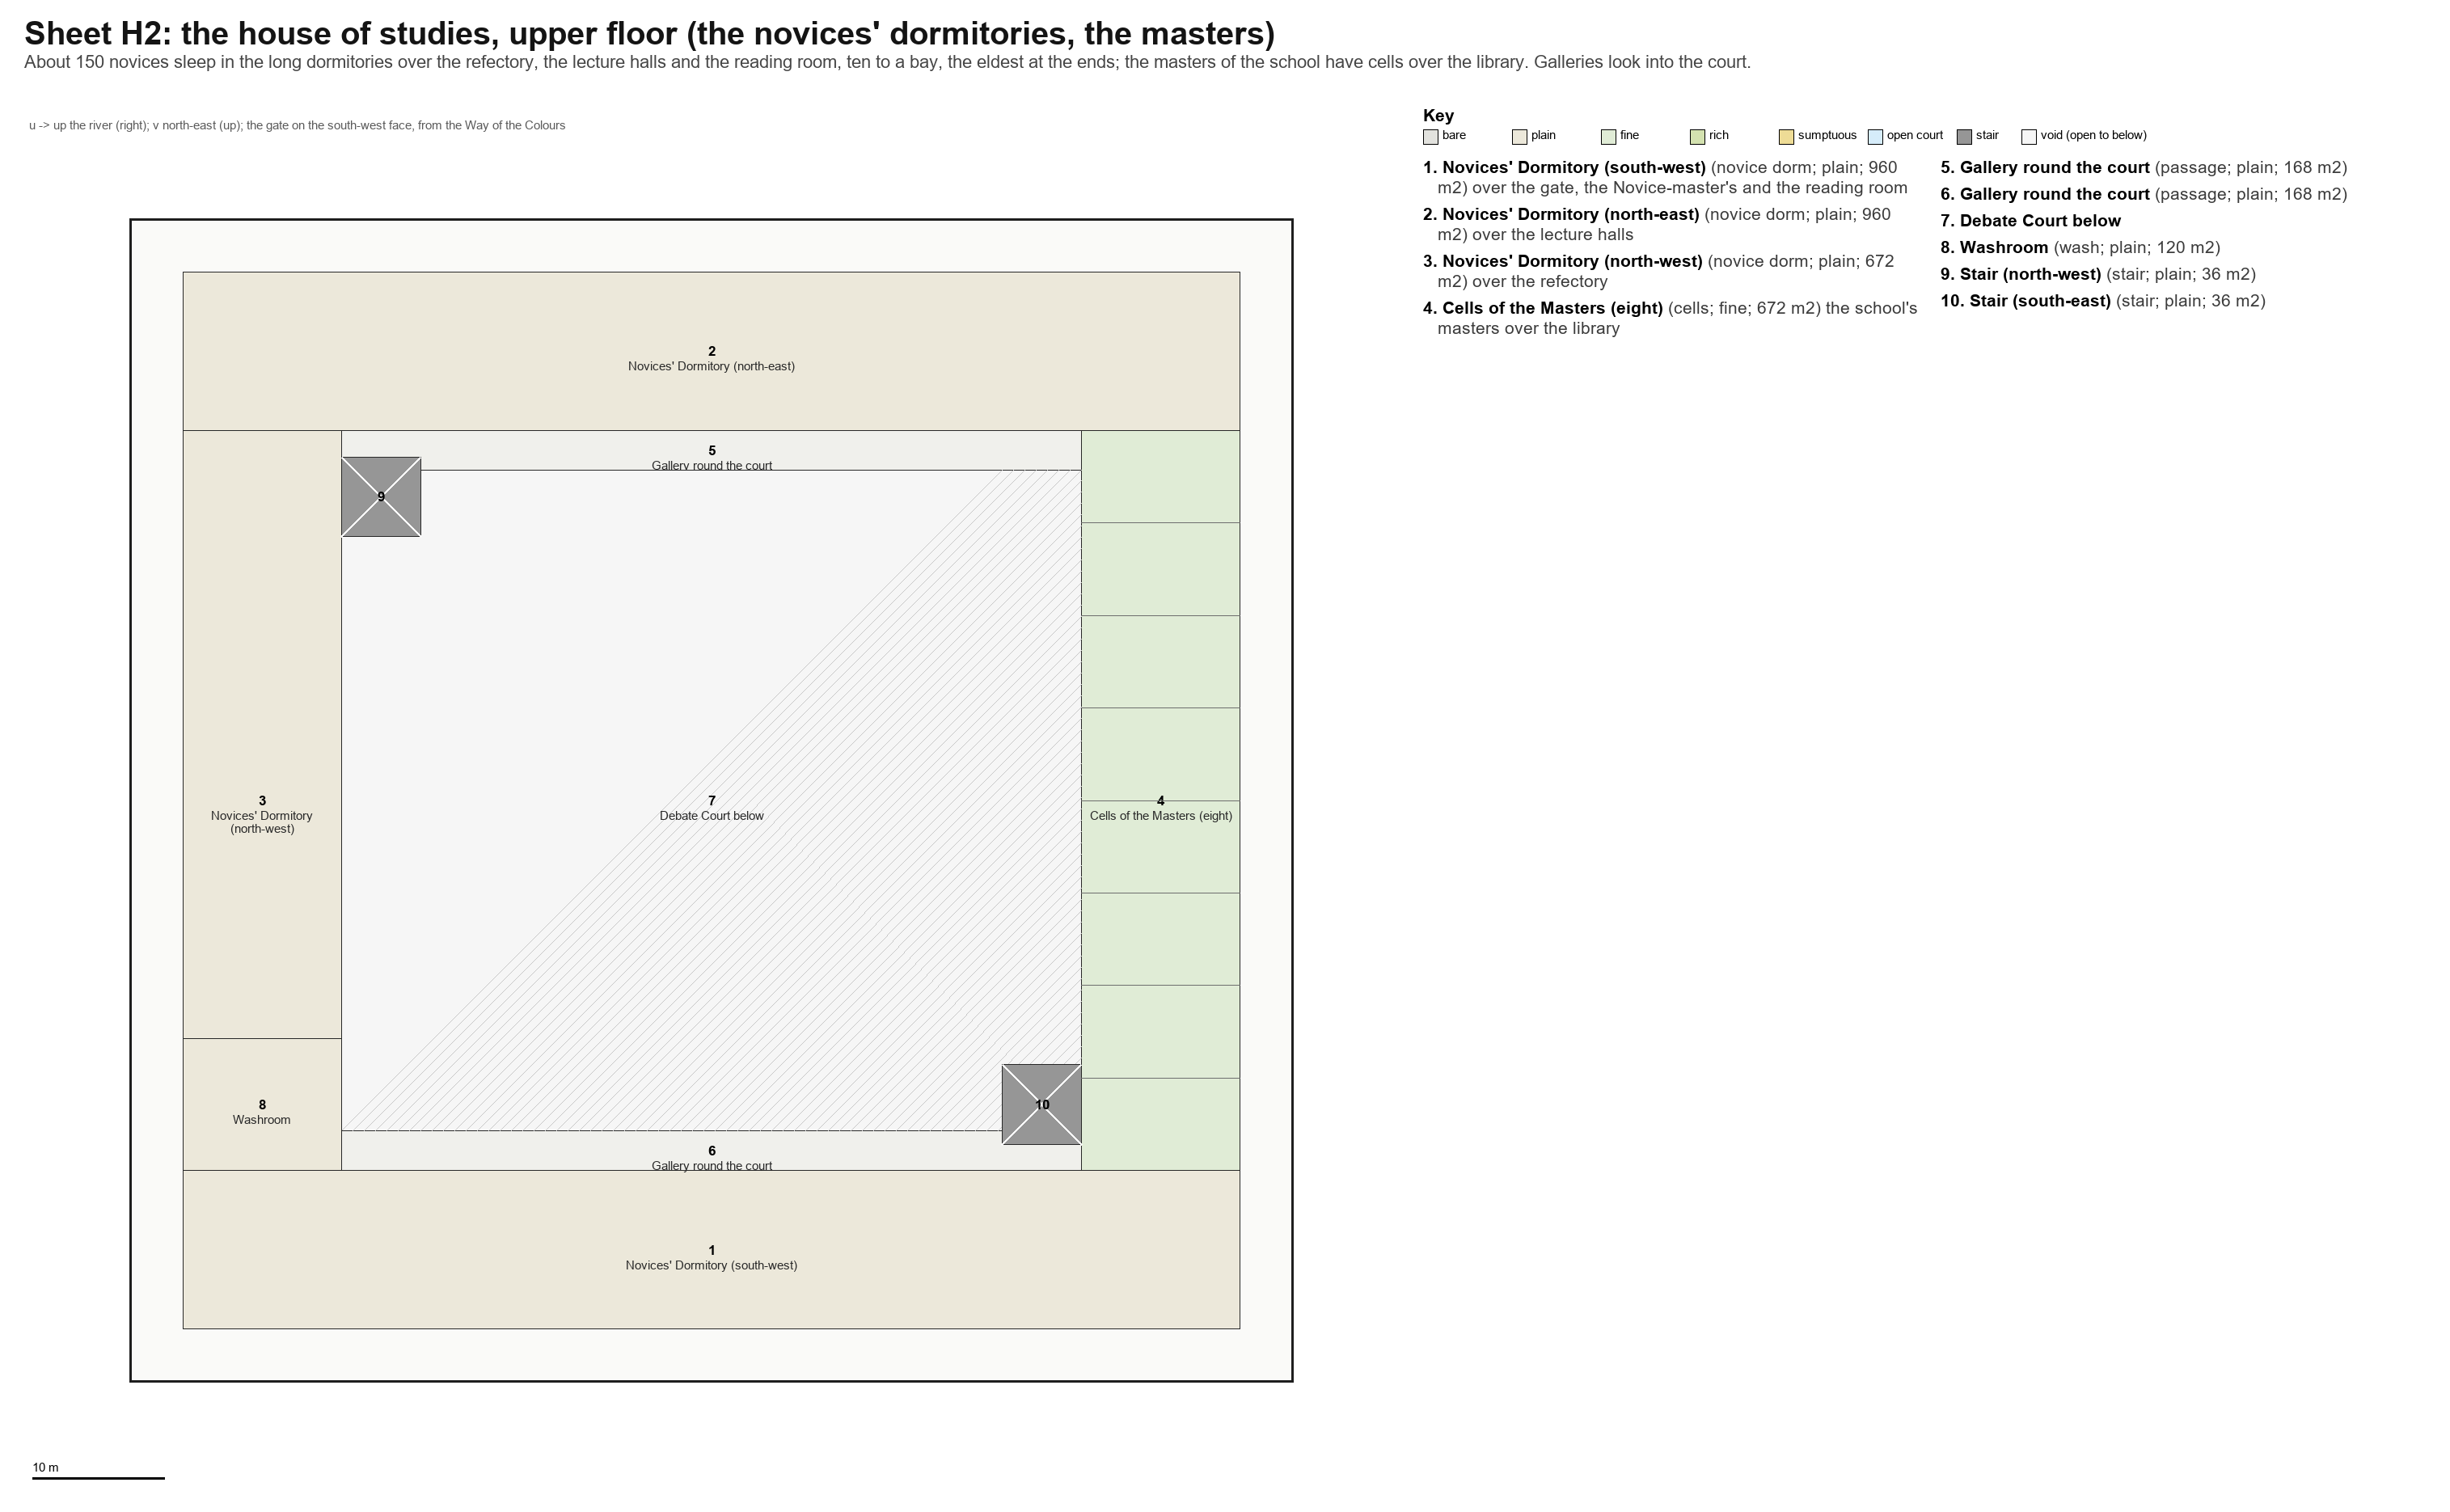 Sheet H2: the house of studies, upper floor (the novices' dormitories, the masters)
About 150 novices sleep in the long dormitories over the refectory, the lecture halls and the reading room, ten to a bay, the eldest at the ends; the masters of the school have cells over the library. Galleries look into the court.
u -> up the river (right); v north-east (up); the gate on the south-west face, from the Way of the Colours
Key
bare
plain
fine
rich
sumptuous
open court
stair
void (open to below)
1. Novices' Dormitory (south-west) (novice dorm; plain; 960
m2) over the gate, the Novice-master's and the reading room
2. Novices' Dormitory (north-east) (novice dorm; plain; 960
m2) over the lecture halls
3. Novices' Dormitory (north-west) (novice dorm; plain; 672
m2) over the refectory
4. Cells of the Masters (eight) (cells; fine; 672 m2) the school's
masters over the library
5. Gallery round the court (passage; plain; 168 m2)
6. Gallery round the court (passage; plain; 168 m2)
7. Debate Court below
8. Washroom (wash; plain; 120 m2)
9. Stair (north-west) (stair; plain; 36 m2)
10. Stair (south-east) (stair; plain; 36 m2)
2
Novices' Dormitory (north-east)
5
Gallery round the court
9
3
Novices' Dormitory
(north-west)
7
Debate Court below
4
Cells of the Masters (eight)
8
Washroom
10
6
Gallery round the court
1
Novices' Dormitory (south-west)
10 m